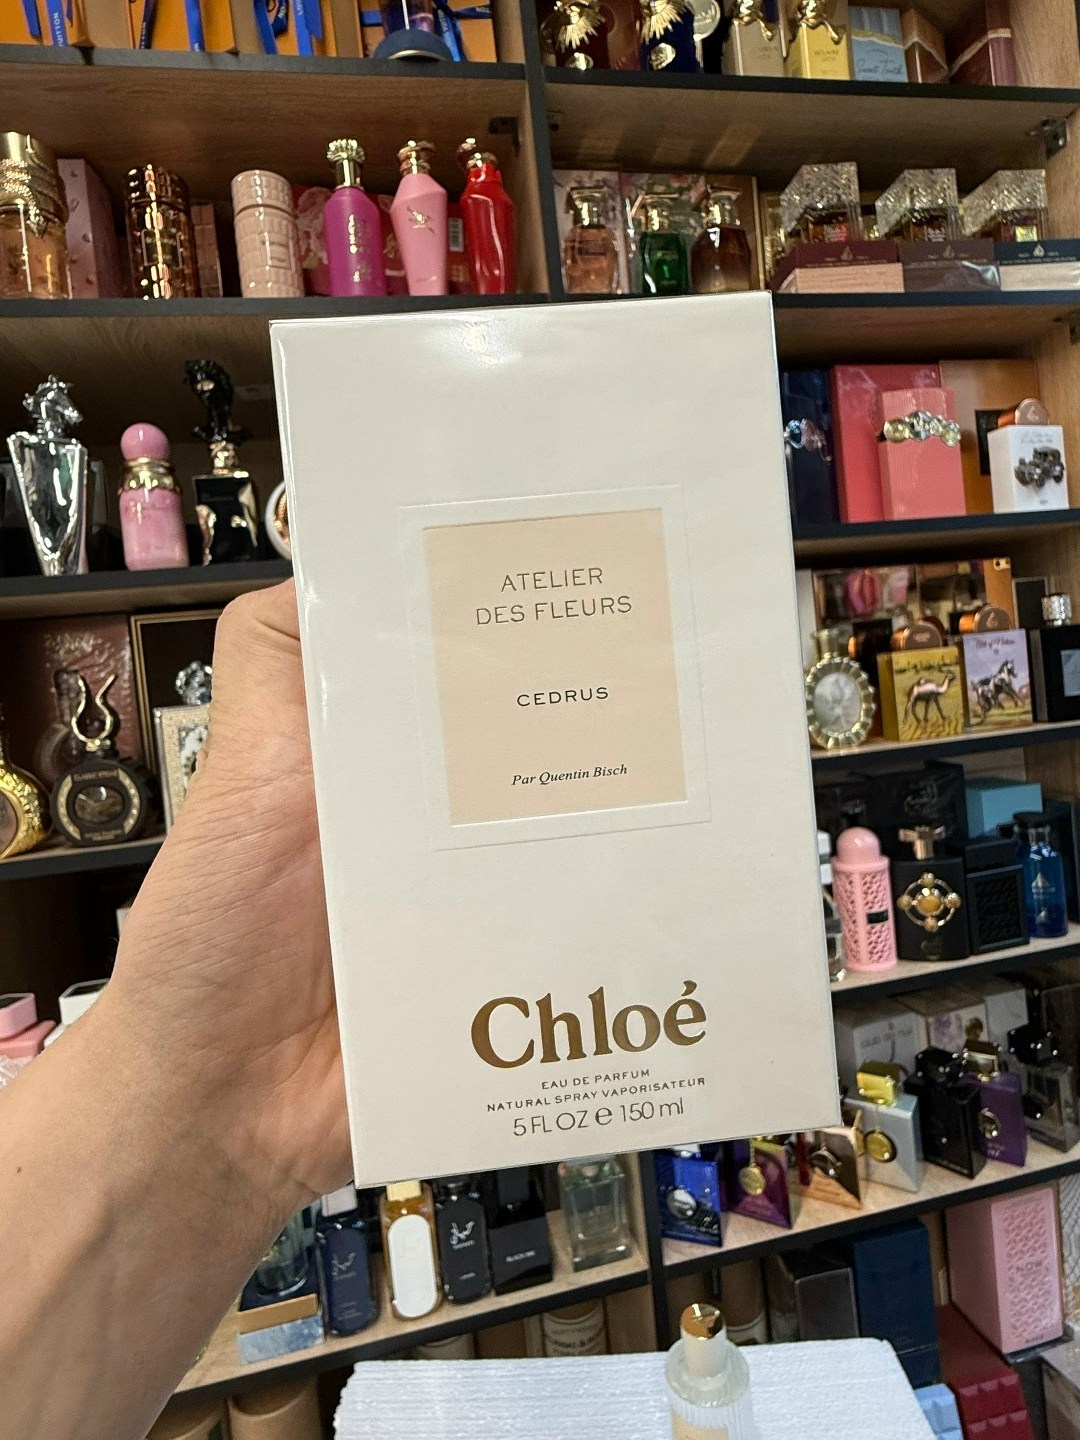 ATELIER
DES FLEURS
CEDRUS
Par Quentin Bisch
Chloé
EAU DE PARFUM
NATURAL SPRAY VAPORISATEUR
5 FL OZ e 150 ml
NOW